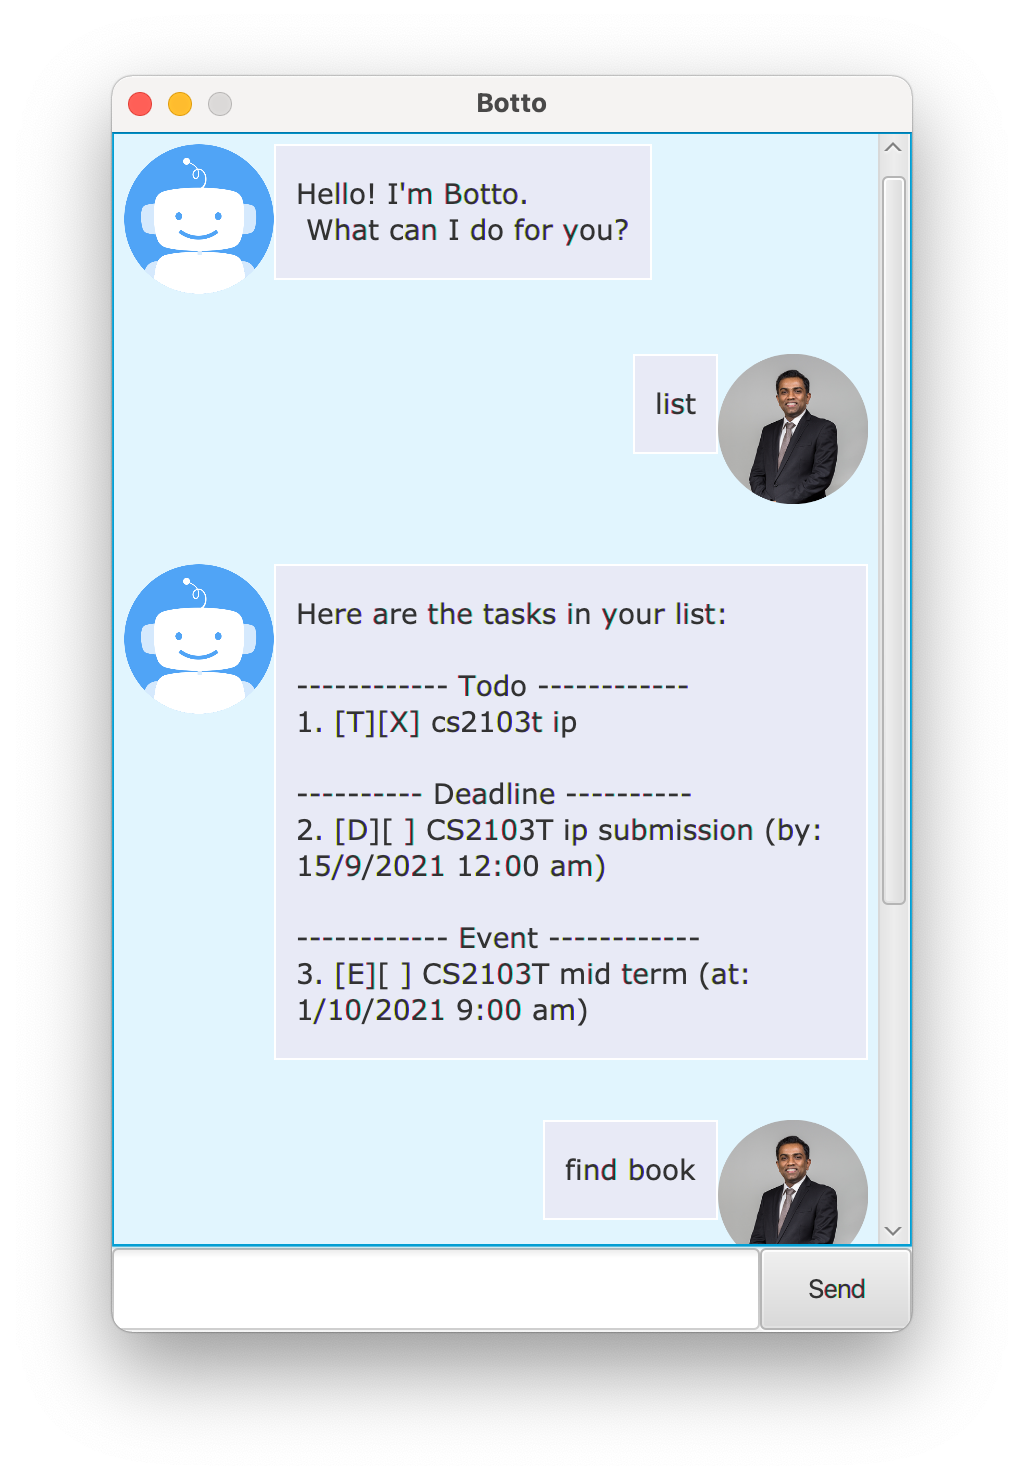 Botto
Hello! I'm Botto.
What can I do for you?
list
Here are the tasks in your list:
------------ Todo ------------
1. [T][X] cs2103t ip
---------- Deadline ----------
2. [D][ ] CS2103T ip submission (by:
15/9/2021 12:00 am)
------------ Event ------------
3. [E][ ] CS2103T mid term (at:
1/10/2021 9:00 am)
find book
Send